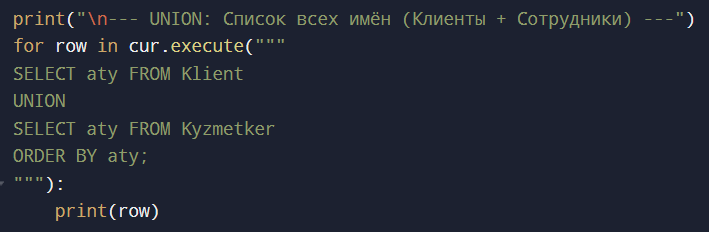 print("\n--- UNION: Список всех имён (Клиенты + Сотрудники) ---")
for row in cur.execute("""
SELECT aty FROM Klient
UNION
SELECT aty FROM Kyzmetker
ORDER BY aty;
"""):
    print(row)